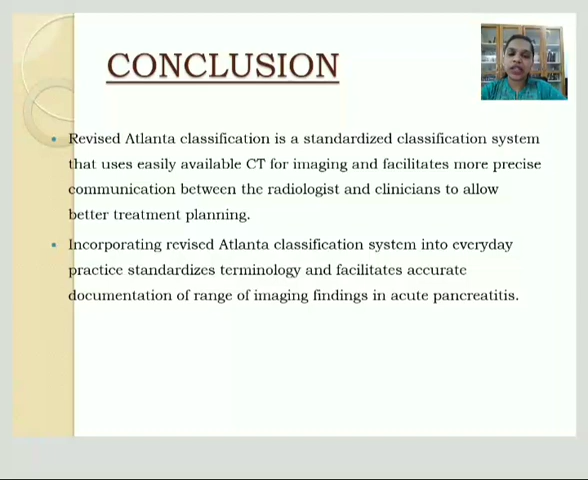 CONCLUSION
Revised Atlanta classification is a standardized classification system
that uses easily available CT for imaging and facilitates more precise
communication between the radiologist and clinicians to allow
better treatment planning.
Incorporating revised Atlanta classification system into everyday
practice standardizes terminology and facilitates accurate
documentation of range of imaging findings in acute pancreatitis.